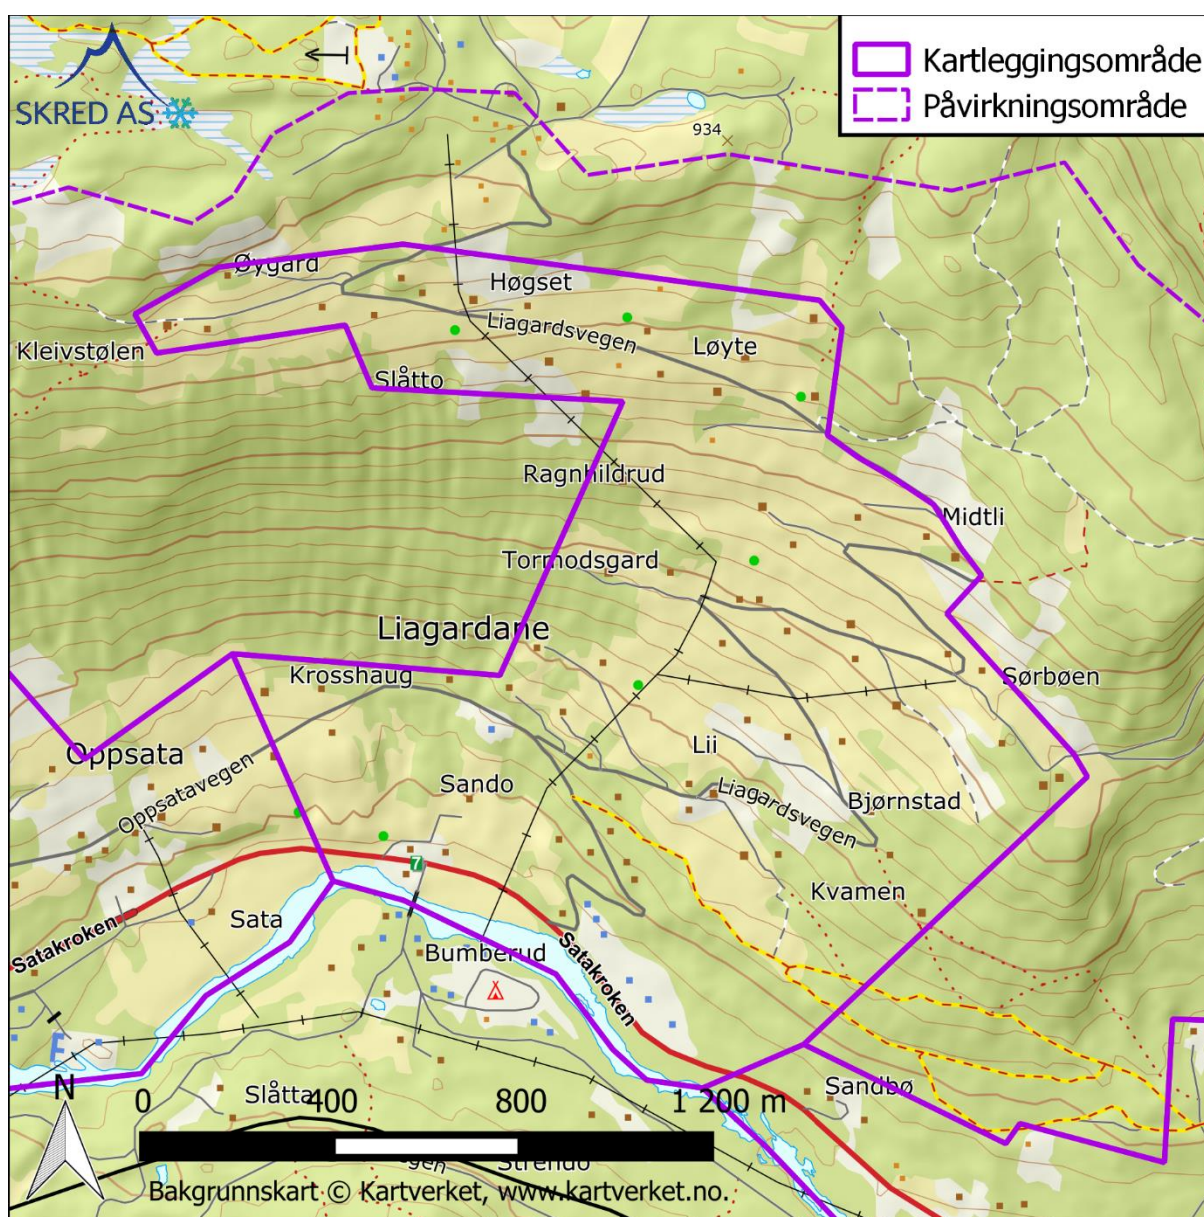 Kartleggingsområde
Påvirkningsområde
SKRED AS
934
Øygard
Høgset
Liagardsvegen
Kleivstølen
Løyte
Slåtto
Ragnhildrud
Midtli
Tormodsgard
Liagardane
Krosshaug
Sørbøen
Oppsata
Lii
Oppsatavegen
Sando
Liagardsvegen
Bjørnstad
7
Kvamen
Sata
Satakroken
Bumberud
Satakroken
N
Slåtta
Sandbø
0 400 800 1 200 m
Strendo
Bakgrunnskart © Kartverket, www.kartverket.no.